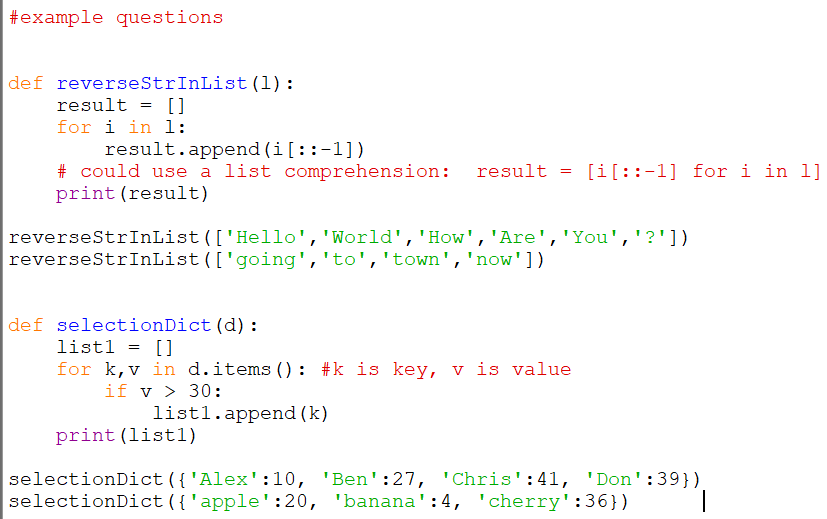 #example questions
def reverseStrInList(l):
    result = []
    for i in l:
        result.append(i[::-1])
    # could use a list comprehension:  result = [i[::-1] for i in l]
    print(result)
reverseStrInList(['Hello','World','How','Are','You','?'])
reverseStrInList(['going','to','town','now'])
def selectionDict(d):
    list1 = []
    for k,v in d.items(): #k is key, v is value
        if v > 30:
            list1.append(k)
    print(list1)
selectionDict({'Alex':10, 'Ben':27, 'Chris':41, 'Don':39})
selectionDict({'apple':20, 'banana':4, 'cherry':36})